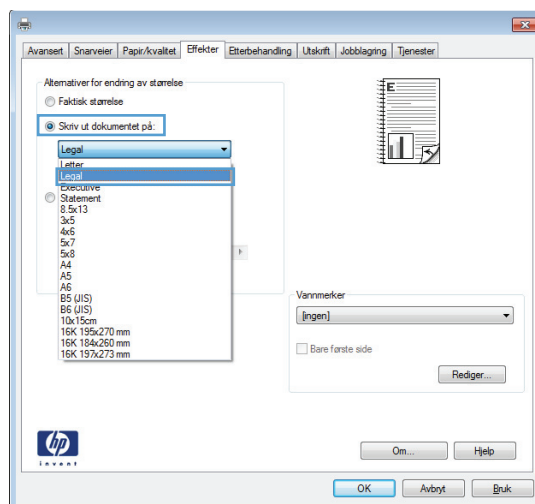 Avansert Snarveier Papir/kvalitet Effekter Etterbehandling Utskrift Jobblagring Tjenester
Alternativer for endring av størrelse
Faktisk størrelse
Skriv ut dokumentet på:
Legal
Letter
Legal
Executive
Statement
8.5x13
3x5
4x6
5x7
5x8
A4
A5
A6
B5 (JIS)
B6 (JIS)
10x15cm
16K 195x270 mm
16K 184x260 mm
16K 197x273 mm
E
Vannmerker
[ingen]
Bare første side
Rediger...
hp
invent
Om... Hjelp
OK Avbryt Bruk